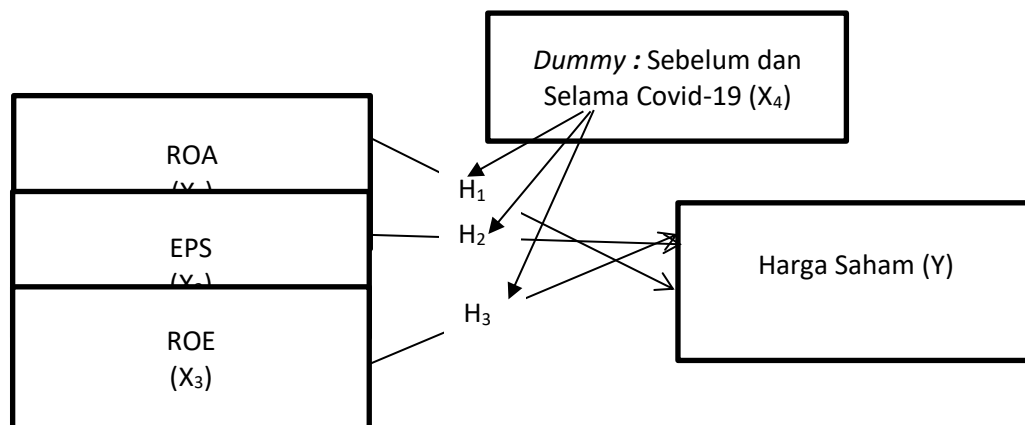 Dummy : Sebelum dan
Selama Covid-19 (X₄)
ROA
H₁
EPS
H₂
Harga Saham (Y)
H₃
ROE
(X₃)